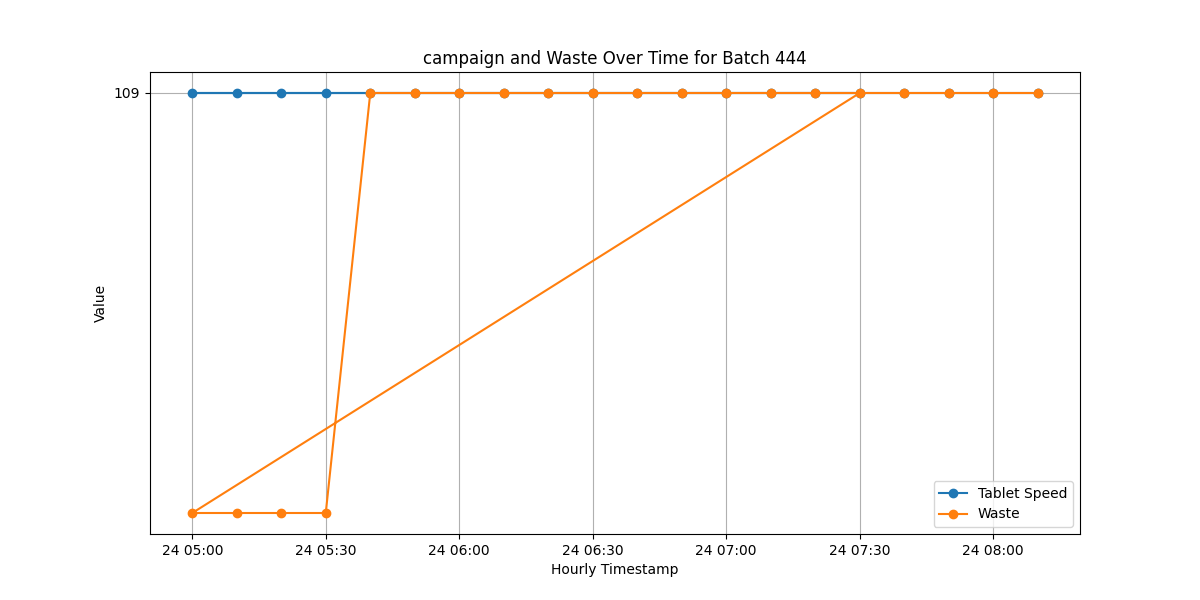 campaign and Waste Over Time for Batch 444
109
Value
Tablet Speed
Waste
24 05:00 24 05:30 24 06:00 24 06:30 24 07:00 24 07:30 24 08:00
Hourly Timestamp